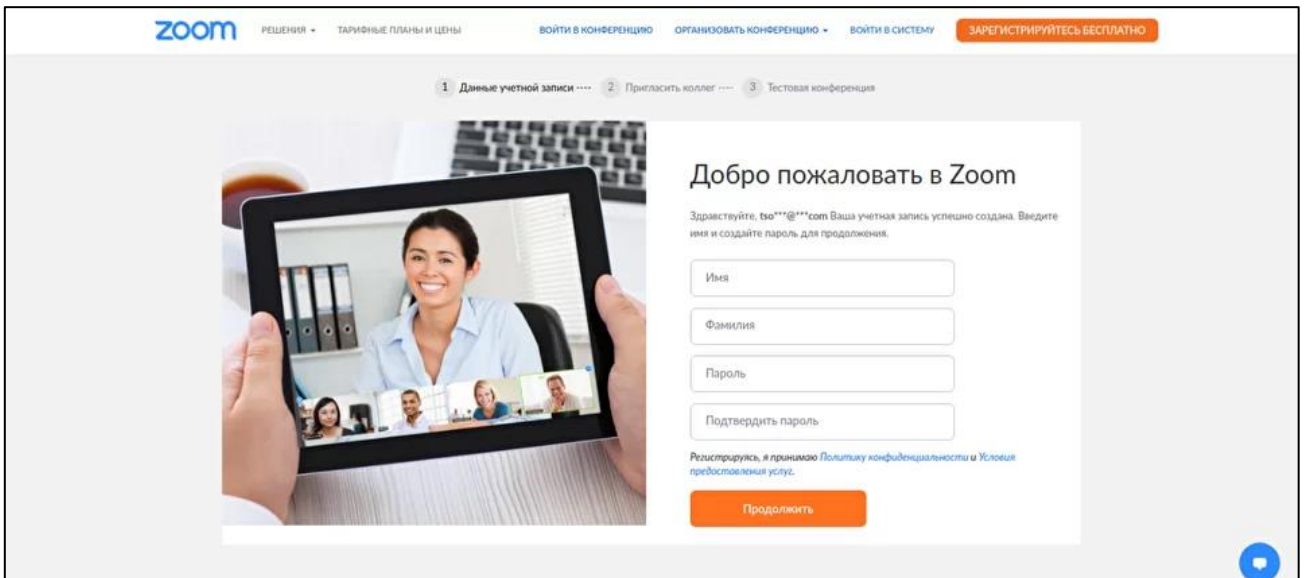 zoom РЕШЕНИЯ ТАРИФНЫЕ ПЛАНЫ И ЦЕНЫ ВОЙТИ В КОНФЕРЕНЦИЮ ОРГАНИЗОВАТЬ КОНФЕРЕНЦИЮ ВОЙТИ В СИСТЕМУ ЗАРЕГИСТРИРУЙТЕСЬ БЕСПЛАТНО
1 Данные учетной записи ---- 2 Пригласить коллег ---- 3 Тестовая конференция
Добро пожаловать в Zoom
Здравствуйте, tso***@***com Ваша учетная запись успешно создана. Введите
имя и создайте пароль для продолжения.
Имя
Фамилия
Пароль
Подтвердить пароль
Регистрируясь, я принимаю Политику конфиденциальности и Условия
предоставления услуг.
Продолжить